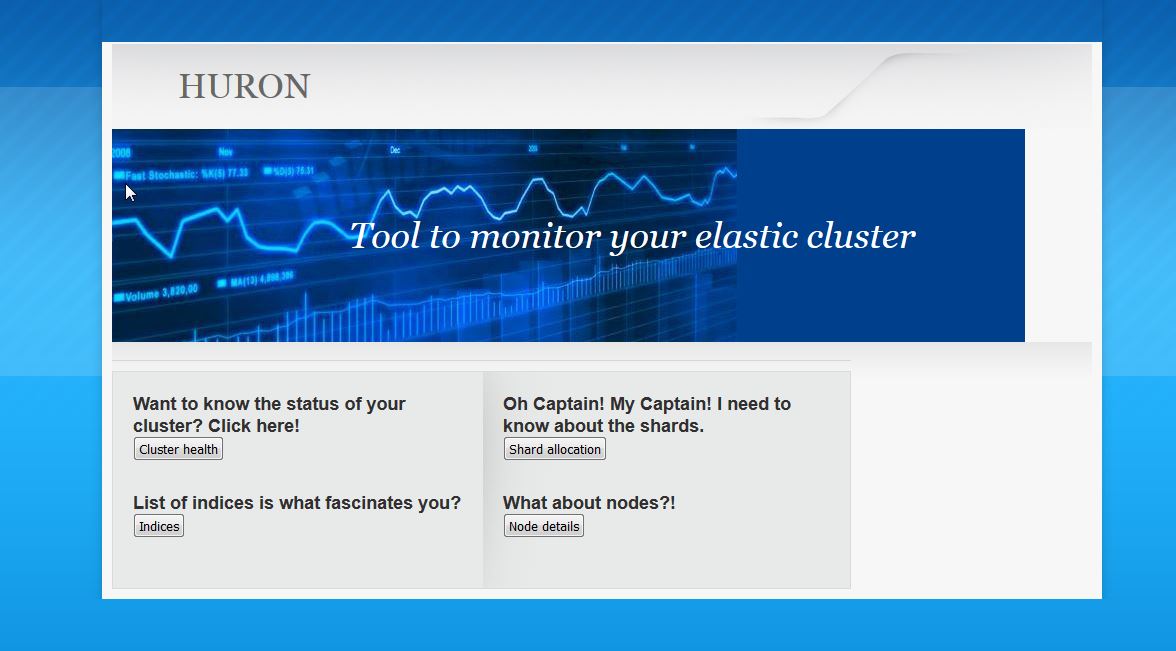 HURON
2008 Nov Dec 2008
Fast Stochastic: %K(5) 77.33 %D(3) 75.31
Tool to monitor your elastic cluster
Volume 3,820,00 MA(13) 4,898,386
Want to know the status of your
cluster? Click here!
Cluster health
Oh Captain! My Captain! I need to
know about the shards.
Shard allocation
List of indices is what fascinates you?
Indices
What about nodes?!
Node details